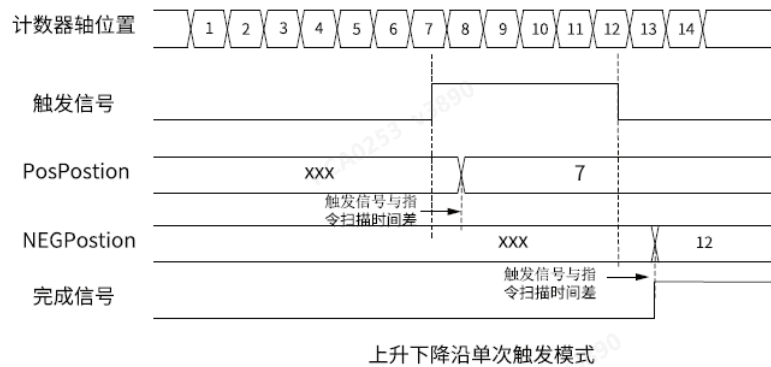 计数器轴位置 1 2 3 4 5 6 7 8 9 10 11 12 13 14
触发信号
PosPostion xxx 7
触发信号与指
令扫描时间差
NEGPostion xxx 12
触发信号与指
令扫描时间差
完成信号
上升下降沿单次触发模式